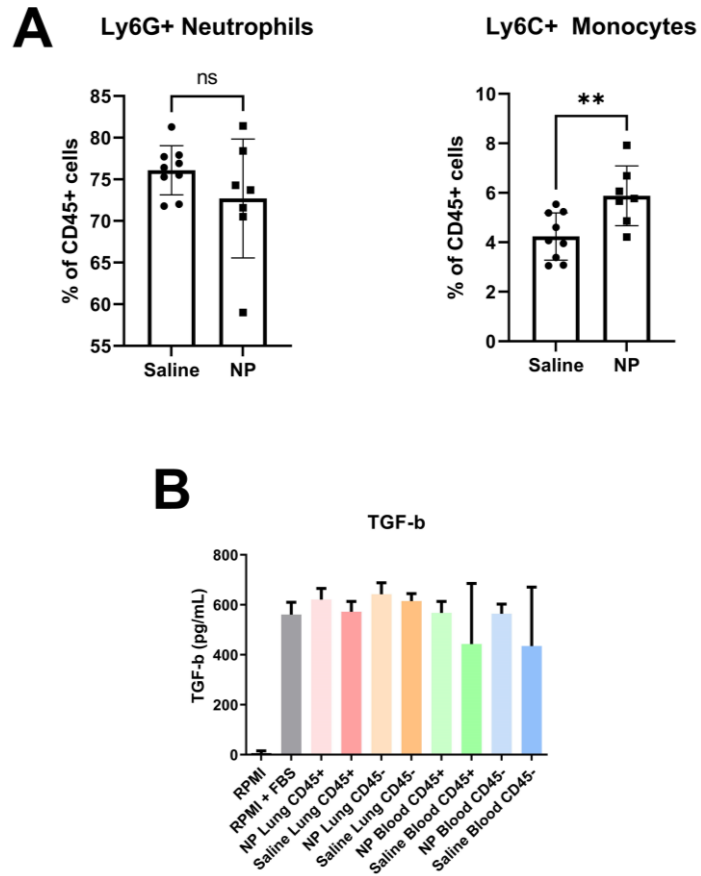 A
Ly6G+ Neutrophils
ns
85
80
75
70
65
60
55
% of CD45+ cells
Saline NP
Ly6C+ Monocytes
**
10
8
6
4
2
0
% of CD45+ cells
Saline NP
B
TGF-b
800
600
400
200
0
TGF-b (pg/mL)
RPMI
RPMI + FBS
NP Lung CD45+
Saline Lung CD45+
NP Lung CD45-
Saline Lung CD45-
NP Blood CD45+
Saline Blood CD45+
NP Blood CD45-
Saline Blood CD45-